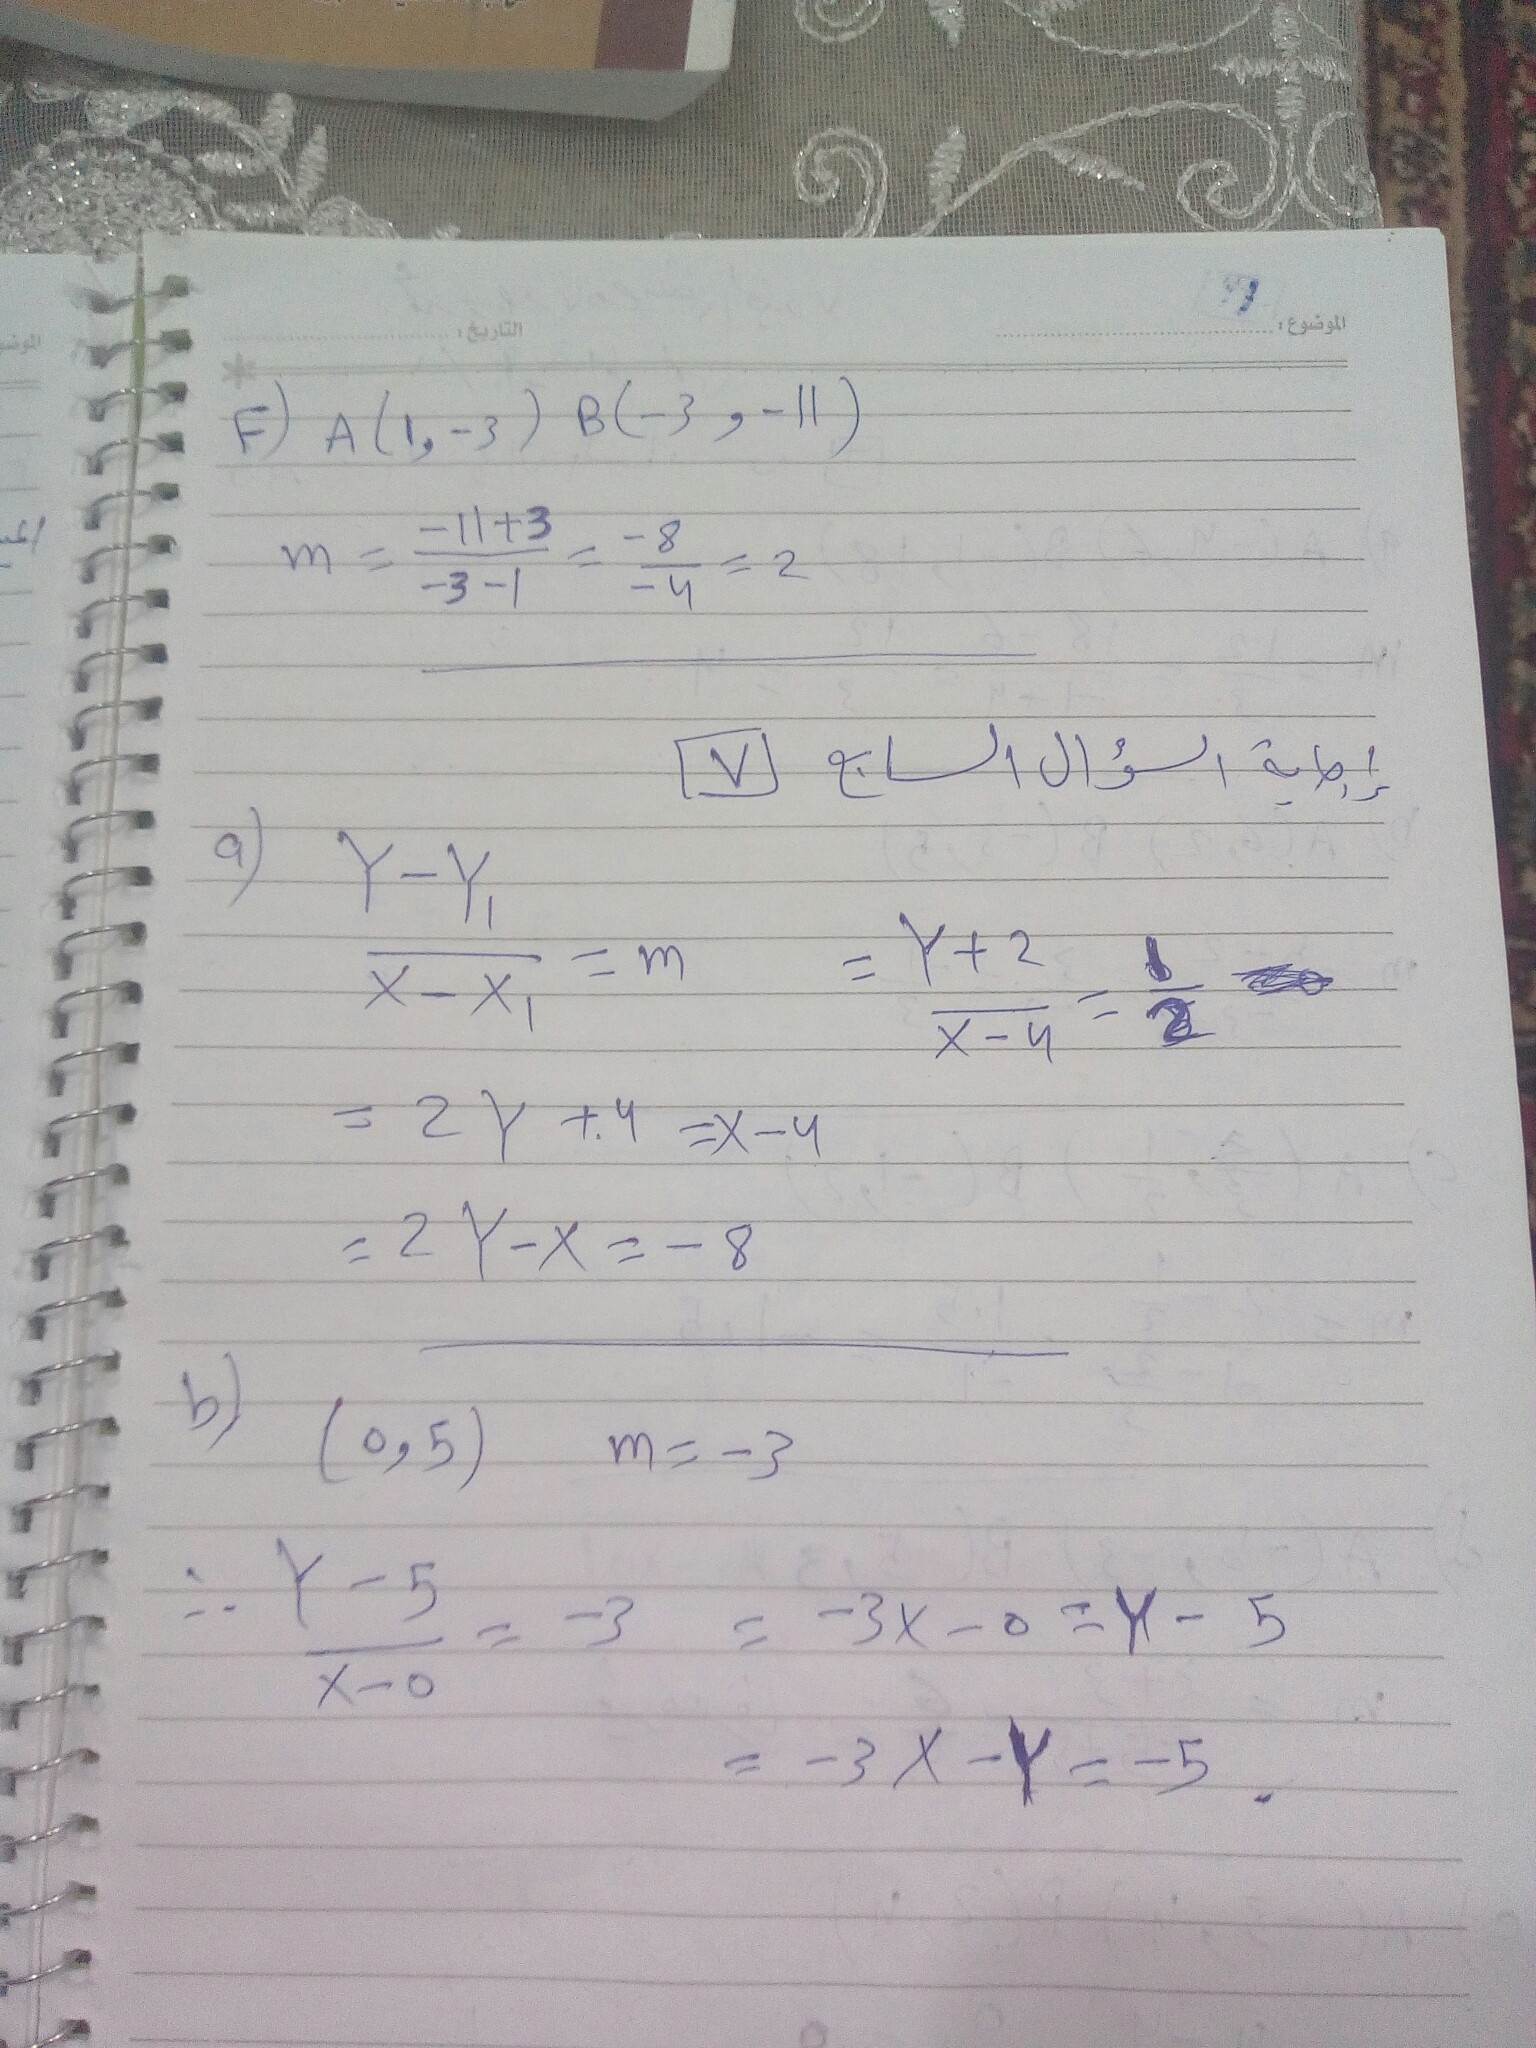 الموضوع:
التاريخ:
F) A(1,-3) B(-3,-11)
m = \frac{-11+3}{-3-1} = \frac{-8}{-4} = 2
إجابة السؤال السابع 7
a) \frac{Y-Y_1}{X-X_1} = m = \frac{Y+2}{X-4} = \frac{1}{2}
= 2Y + 4 = X-4
= 2Y-X = -8
b) (0,5) m = -3
∴ \frac{Y-5}{X-0} = -3 = -3X-0 = Y-5
= -3X-Y = -5.